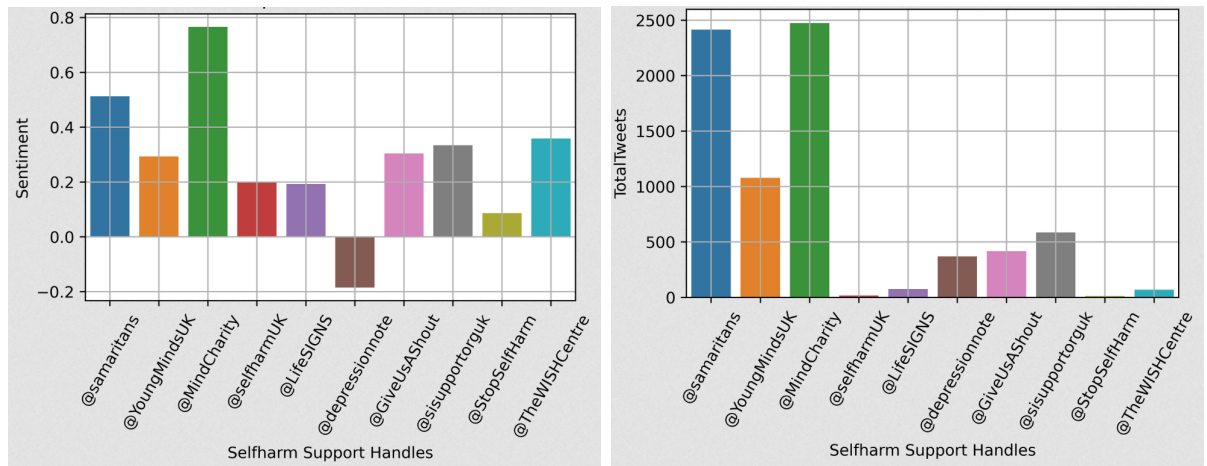 0.8
0.6
0.4
0.2
0.0
−0.2
Sentiment
@samaritans
@YoungMindsUK
@MindCharity
@selfharmUK
@LifeSIGNS
@depressionnote
@GiveUsAShout
@sisupportorguk
@StopSelfHarm
@TheWISHCentre
Selfharm Support Handles
2500
2000
1500
1000
500
0
TotalTweets
@samaritans
@YoungMindsUK
@MindCharity
@selfharmUK
@LifeSIGNS
@depressionnote
@GiveUsAShout
@sisupportorguk
@StopSelfHarm
@TheWISHCentre
Selfharm Support Handles